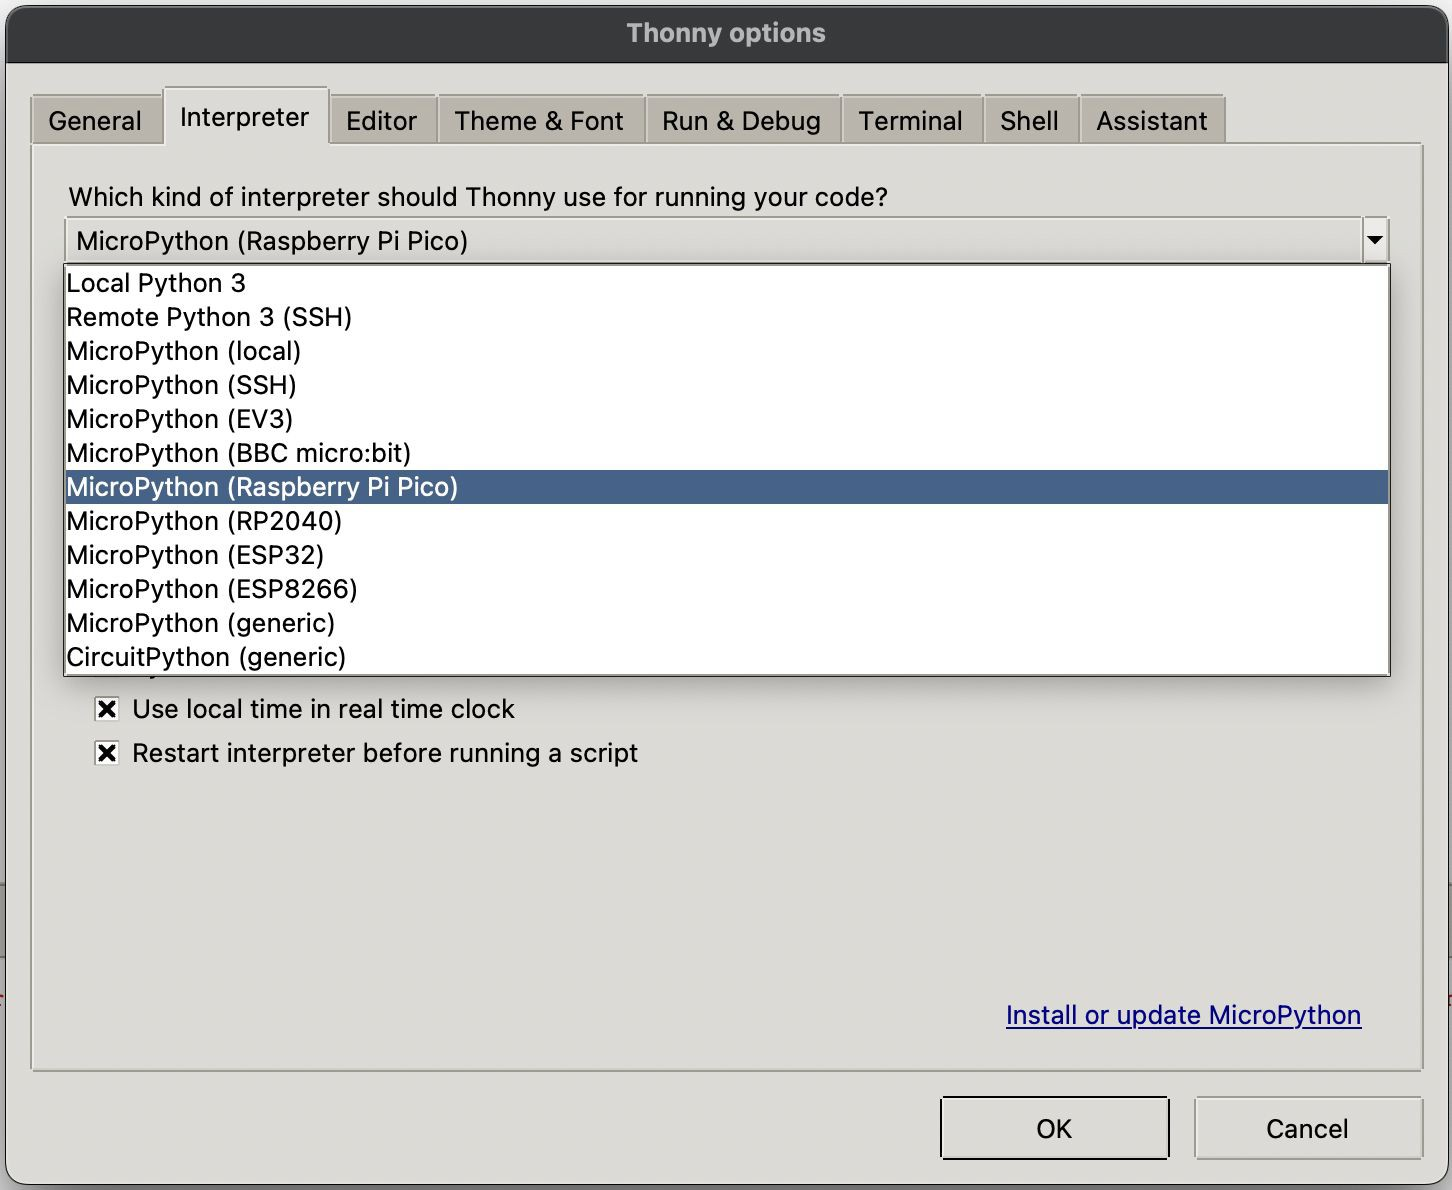 Thonny options
General Interpreter Editor Theme & Font Run & Debug Terminal Shell Assistant
Which kind of interpreter should Thonny use for running your code?
MicroPython (Raspberry Pi Pico)
Local Python 3
Remote Python 3 (SSH)
MicroPython (local)
MicroPython (SSH)
MicroPython (EV3)
MicroPython (BBC micro:bit)
MicroPython (Raspberry Pi Pico)
MicroPython (RP2040)
MicroPython (ESP32)
MicroPython (ESP8266)
MicroPython (generic)
CircuitPython (generic)
Use local time in real time clock
Restart interpreter before running a script
Install or update MicroPython
OK Cancel